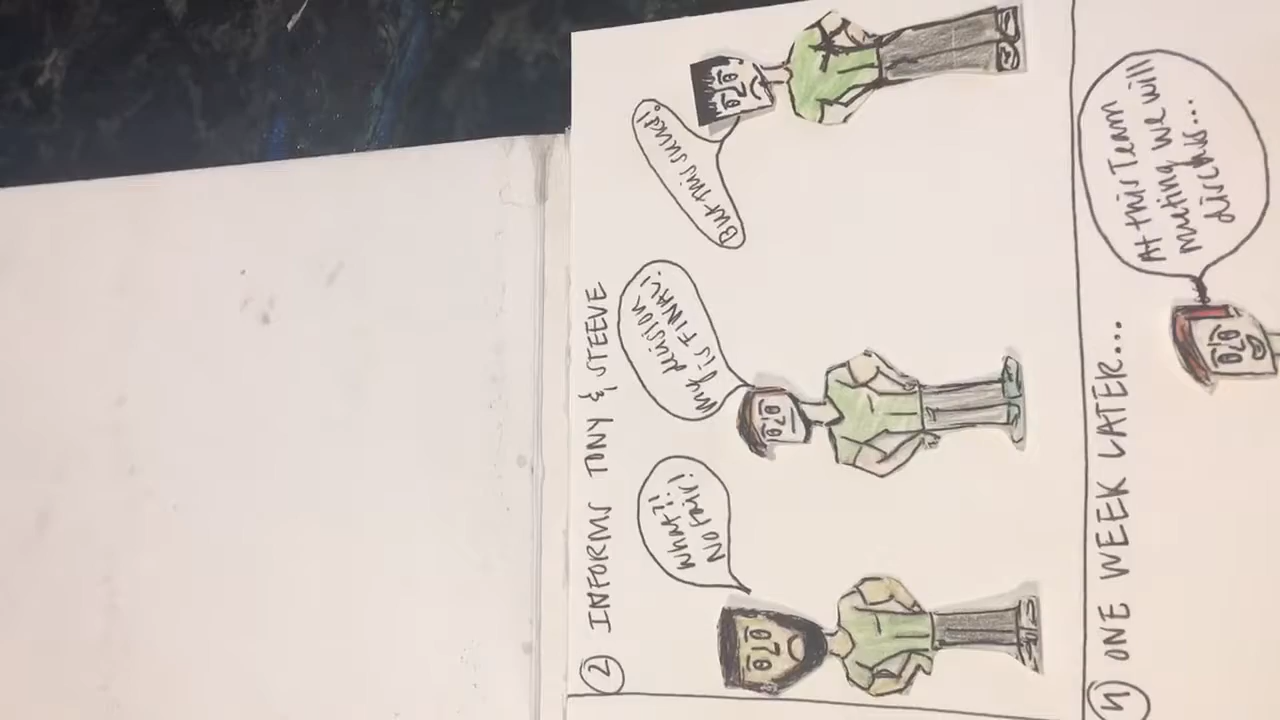 2 INFORMS TONY & STEEVE
What?!
No fair!
My decision
is FINAL!
But this sucks!
4 ONE WEEK LATER...
At this Team
meeting we will
discuss...